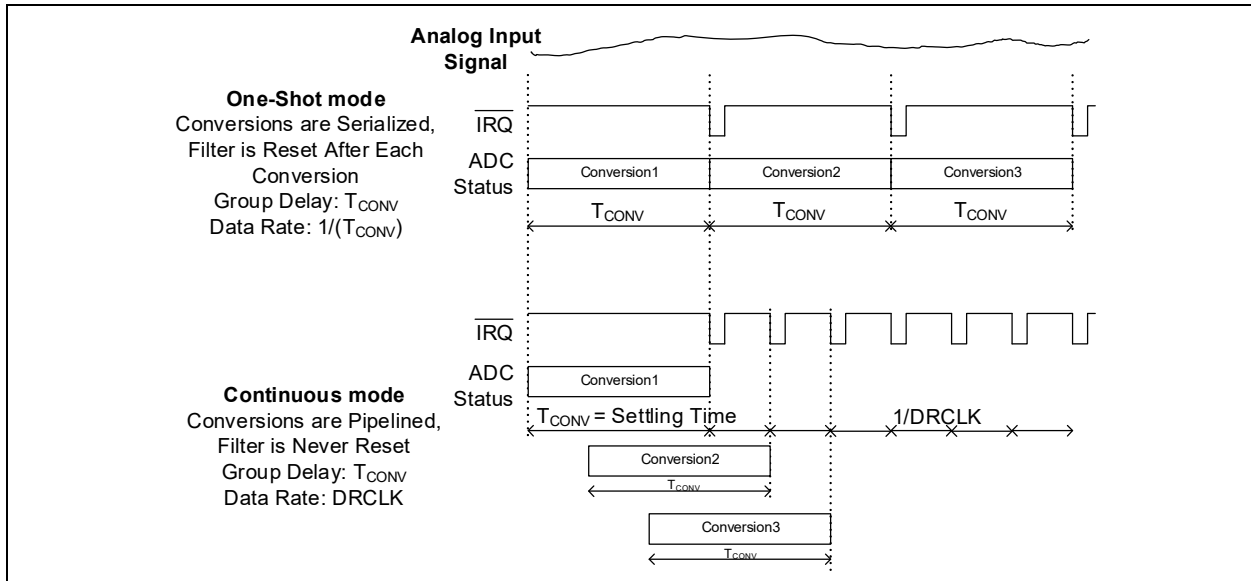 Analog Input
Signal
One-Shot mode
Conversions are Serialized,
Filter is Reset After Each
Conversion
Group Delay: TCONV
Data Rate: 1/(TCONV)
IRQ
ADC
Status
Conversion1
Conversion2
Conversion3
TCONV
TCONV
TCONV
IRQ
ADC
Status
Conversion1
Continuous mode
Conversions are Pipelined,
Filter is Never Reset
Group Delay: TCONV
Data Rate: DRCLK
TCONV = Settling Time
1/DRCLK
Conversion2
TCONV
Conversion3
TCONV